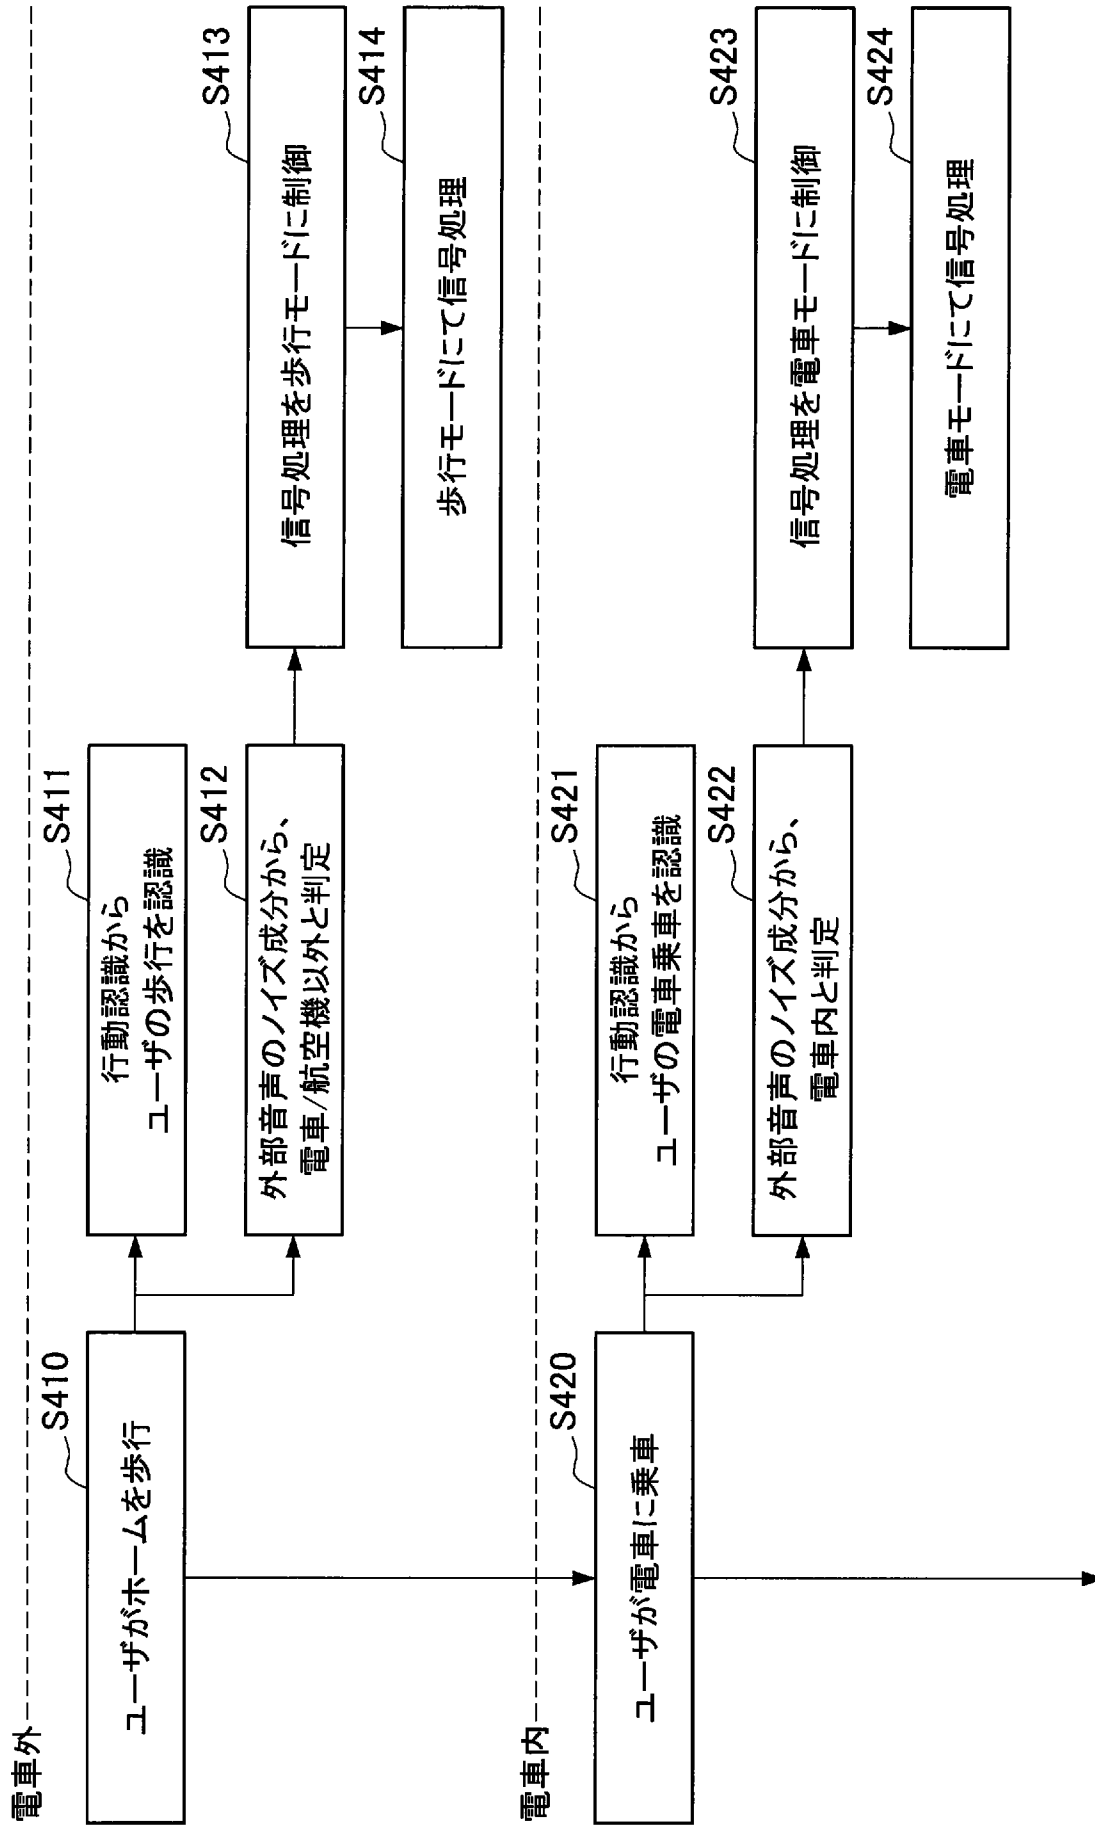 電車外
S410
ユーザがホームを歩行
S411
行動認識から
ユーザの歩行を認識
S412
外部音声のノイズ成分から、
電車/航空機以外と判定
S413
信号処理を歩行モードに制御
S414
歩行モードにて信号処理
電車内
S420
ユーザが電車に乗車
S421
行動認識から
ユーザの電車乗車を認識
S422
外部音声のノイズ成分から、
電車内と判定
S423
信号処理を電車モードに制御
S424
電車モードにて信号処理